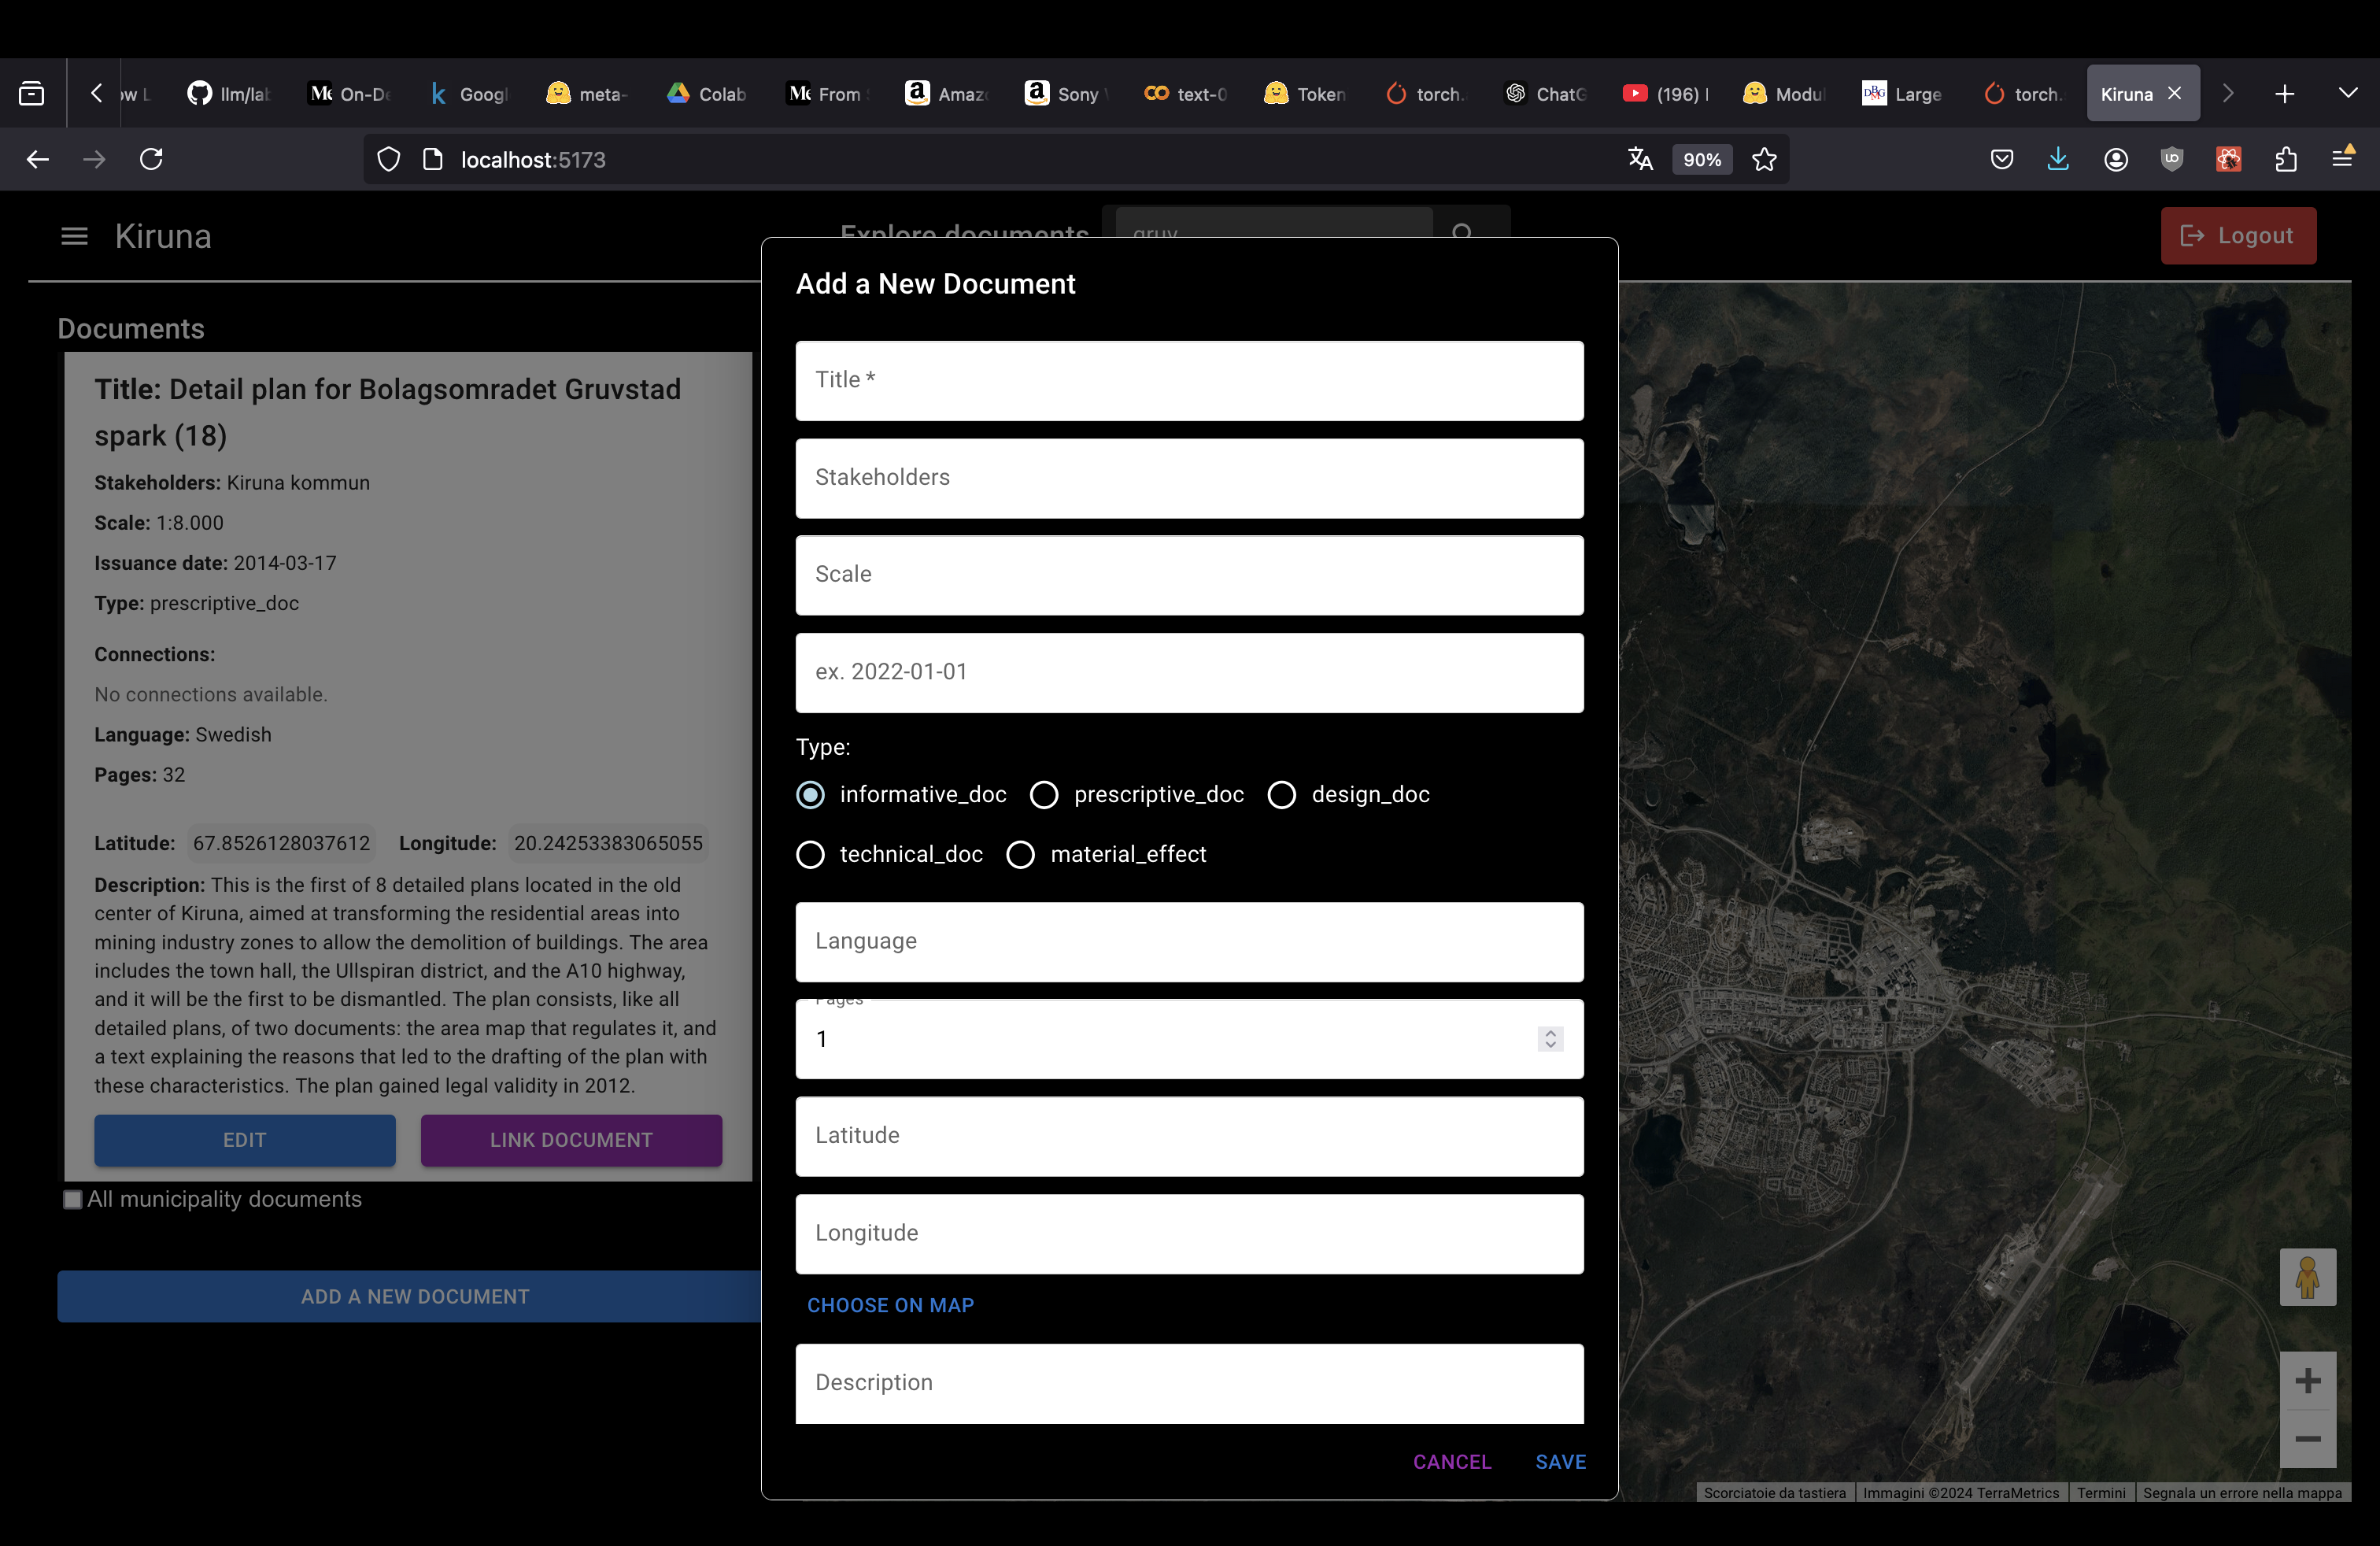 llm/lab
On-De
Googl
meta-
Colab
From
Amaz
Sony
text-0
Token
torch.
ChatG
(196)
Modul
Large
torch.
Kiruna
localhost:5173
90%
Kiruna
Explore documents
gruv
Logout
Documents
Title: Detail plan for Bolagsomradet Gruvstad
spark (18)
Stakeholders: Kiruna kommun
Scale: 1:8.000
Issuance date: 2014-03-17
Type: prescriptive_doc
Connections:
No connections available.
Language: Swedish
Pages: 32
Latitude: 67.8526128037612 Longitude: 20.24253383065055
Description: This is the first of 8 detailed plans located in the old
center of Kiruna, aimed at transforming the residential areas into
mining industry zones to allow the demolition of buildings. The area
includes the town hall, the Ullspiran district, and the A10 highway,
and it will be the first to be dismantled. The plan consists, like all
detailed plans, of two documents: the area map that regulates it, and
a text explaining the reasons that led to the drafting of the plan with
these characteristics. The plan gained legal validity in 2012.
EDIT
LINK DOCUMENT
All municipality documents
ADD A NEW DOCUMENT
Add a New Document
Title *
Stakeholders
Scale
ex. 2022-01-01
Type:
informative_doc prescriptive_doc design_doc
technical_doc material_effect
Language
Pages
1
Latitude
Longitude
CHOOSE ON MAP
Description
CANCEL SAVE
Scorciatoie da tastiera Immagini ©2024 TerraMetrics Termini Segnala un errore nella mappa